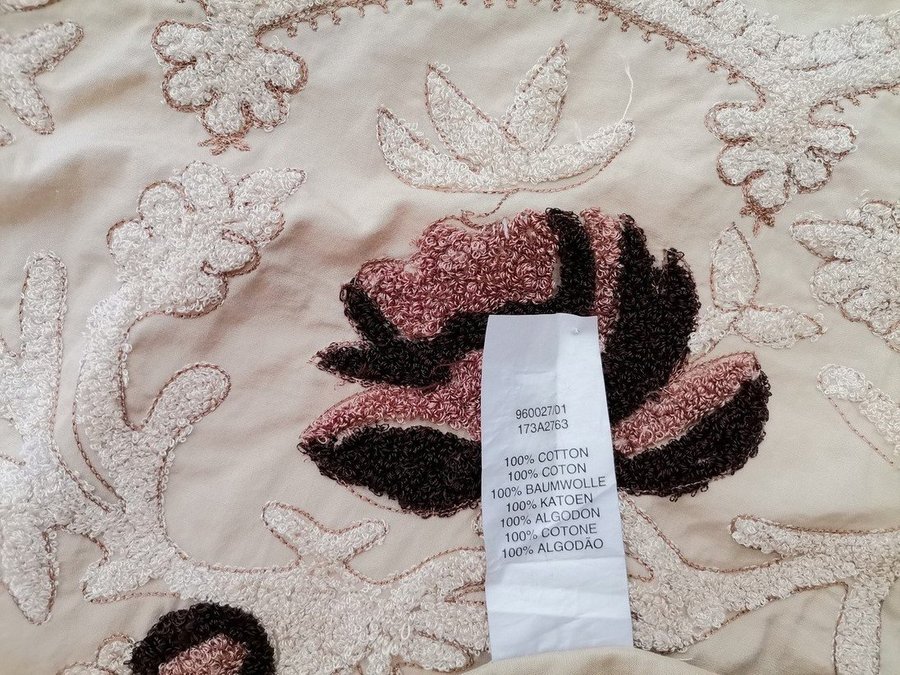 960027/01
173A2763
100% COTTON
100% COTON
100% BAUMWOLLE
100% KATOEN
100% ALGODON
100% COTONE
100% ALGODÃO